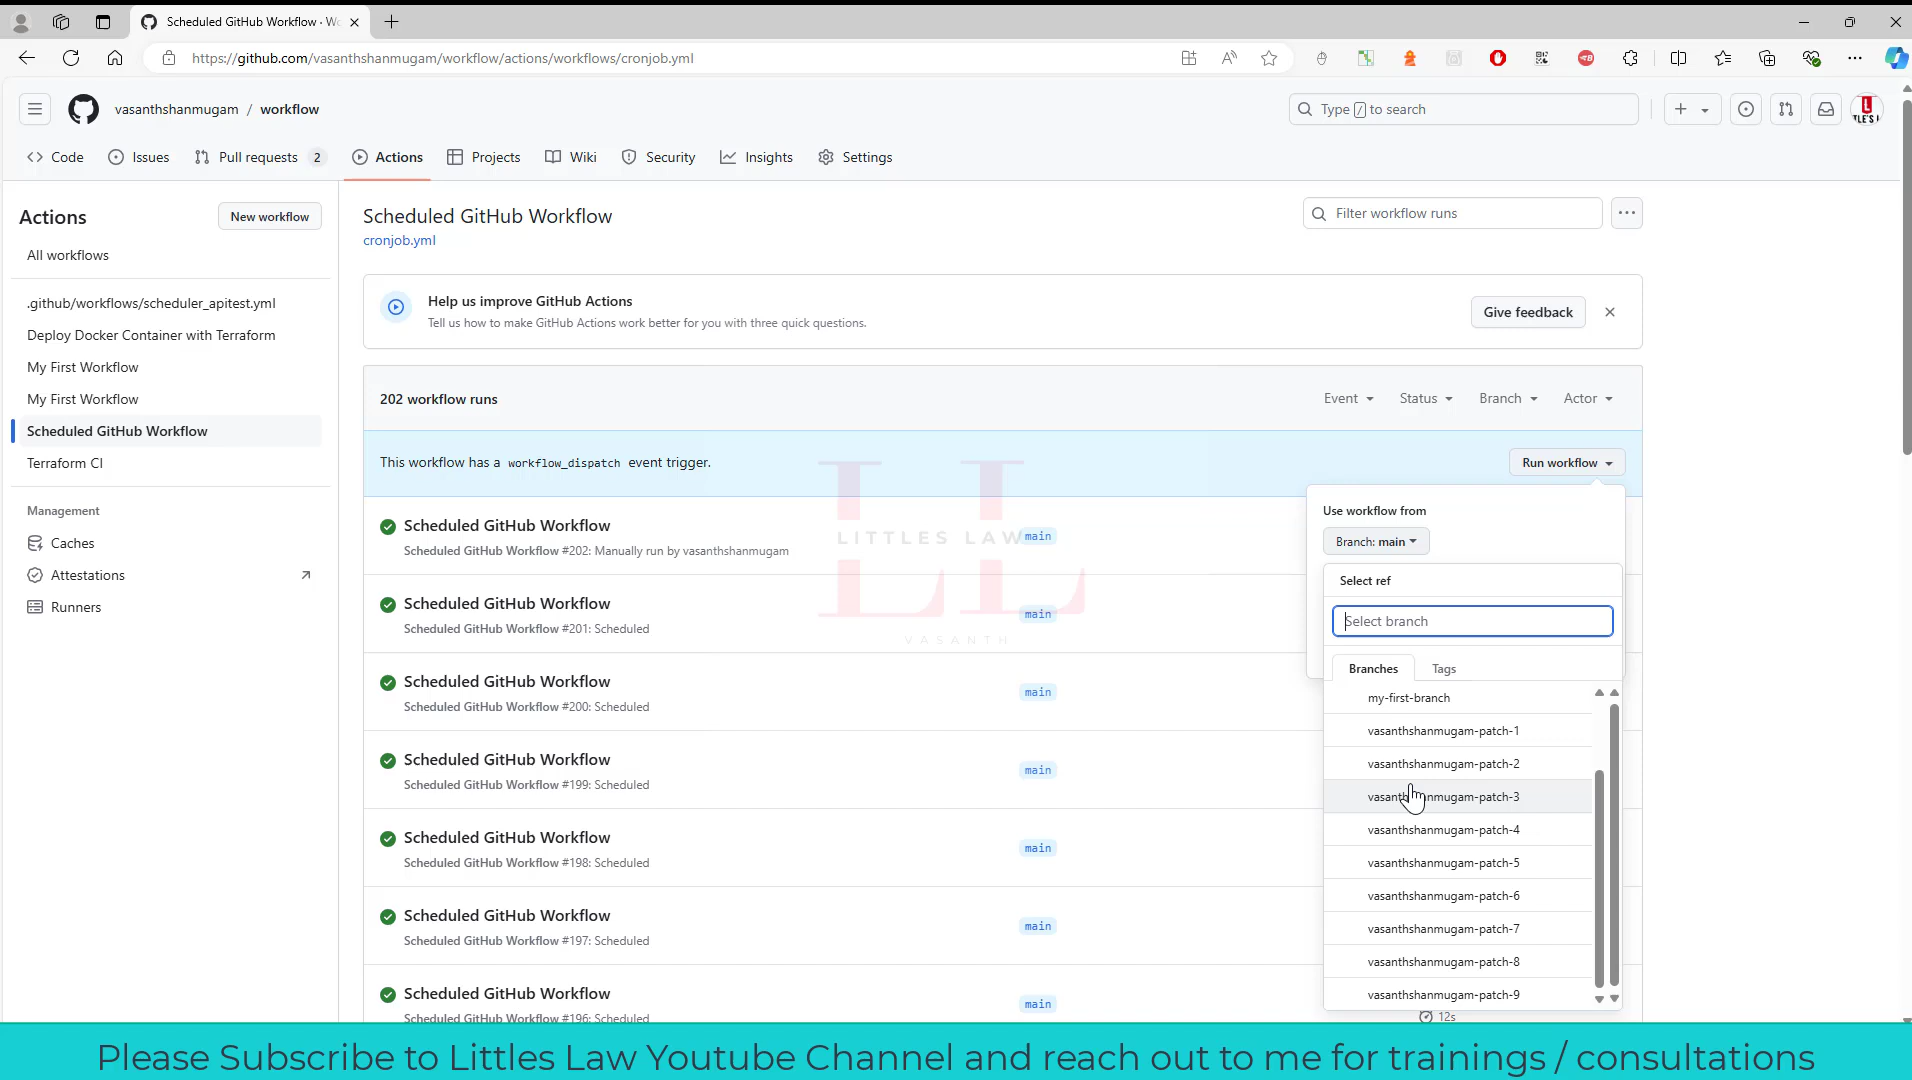 Scheduled GitHub Workflow · Wo
https://github.com/vasanthshanmugam/workflow/actions/workflows/cronjob.yml
vasanthshanmugam / workflow
Type / to search
Code
Issues
Pull requests 2
Actions
Projects
Wiki
Security
Insights
Settings
Actions
New workflow
All workflows
.github/workflows/scheduler_apitest.yml
Deploy Docker Container with Terraform
My First Workflow
My First Workflow
Scheduled GitHub Workflow
Terraform CI
Management
Caches
Attestations
Runners
Scheduled GitHub Workflow
cronjob.yml
Filter workflow runs
Help us improve GitHub Actions
Tell us how to make GitHub Actions work better for you with three quick questions.
Give feedback
202 workflow runs
Event
Status
Branch
Actor
This workflow has a workflow_dispatch event trigger.
Run workflow
Scheduled GitHub Workflow
Scheduled GitHub Workflow #202: Manually run by vasanthshanmugam
main
Scheduled GitHub Workflow
Scheduled GitHub Workflow #201: Scheduled
main
Scheduled GitHub Workflow
Scheduled GitHub Workflow #200: Scheduled
main
Scheduled GitHub Workflow
Scheduled GitHub Workflow #199: Scheduled
main
Scheduled GitHub Workflow
Scheduled GitHub Workflow #198: Scheduled
main
Scheduled GitHub Workflow
Scheduled GitHub Workflow #197: Scheduled
main
Scheduled GitHub Workflow
Scheduled GitHub Workflow #196: Scheduled
main
12s
LL
LITTLES LAW
VASANTH
Use workflow from
Branch: main
Select ref
Select branch
Branches
Tags
my-first-branch
vasanthshanmugam-patch-1
vasanthshanmugam-patch-2
vasanthshanmugam-patch-3
vasanthshanmugam-patch-4
vasanthshanmugam-patch-5
vasanthshanmugam-patch-6
vasanthshanmugam-patch-7
vasanthshanmugam-patch-8
vasanthshanmugam-patch-9
Please Subscribe to Littles Law Youtube Channel and reach out to me for trainings / consultations